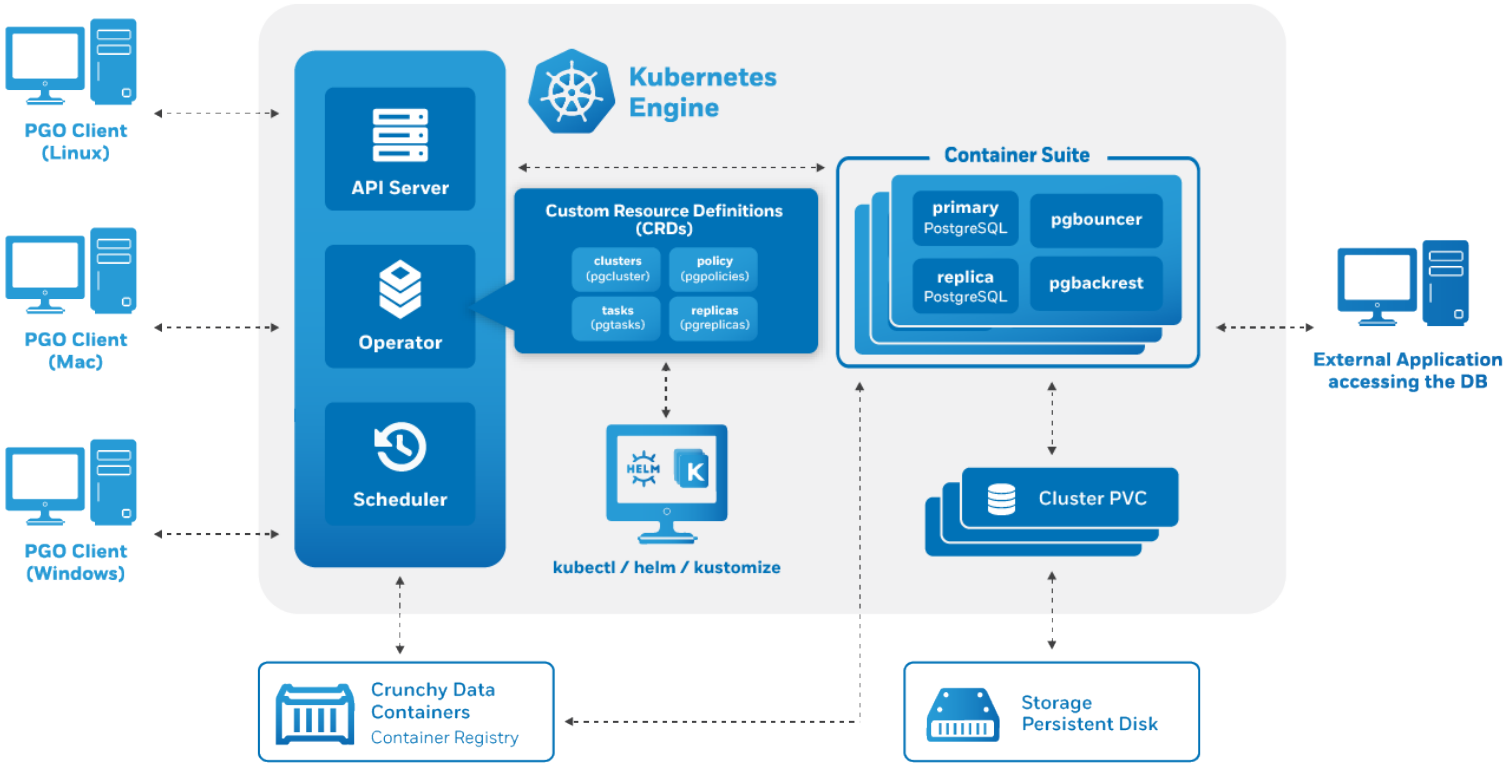 PGO Client
(Linux)
PGO Client
(Mac)
PGO Client
(Windows)
API Server
Operator
Scheduler
Kubernetes
Engine
Custom Resource Definitions
(CRDs)
clusters
(pgcluster)
policy
(pgpolicies)
tasks
(pgtasks)
replicas
(pgreplicas)
HELM
K
kubectl / helm / kustomize
Container Suite
primary
PostgreSQL
pgbouncer
replica
PostgreSQL
pgbackrest
Cluster PVC
External Application
accessing the DB
Crunchy Data
Containers
Container Registry
Storage
Persistent Disk